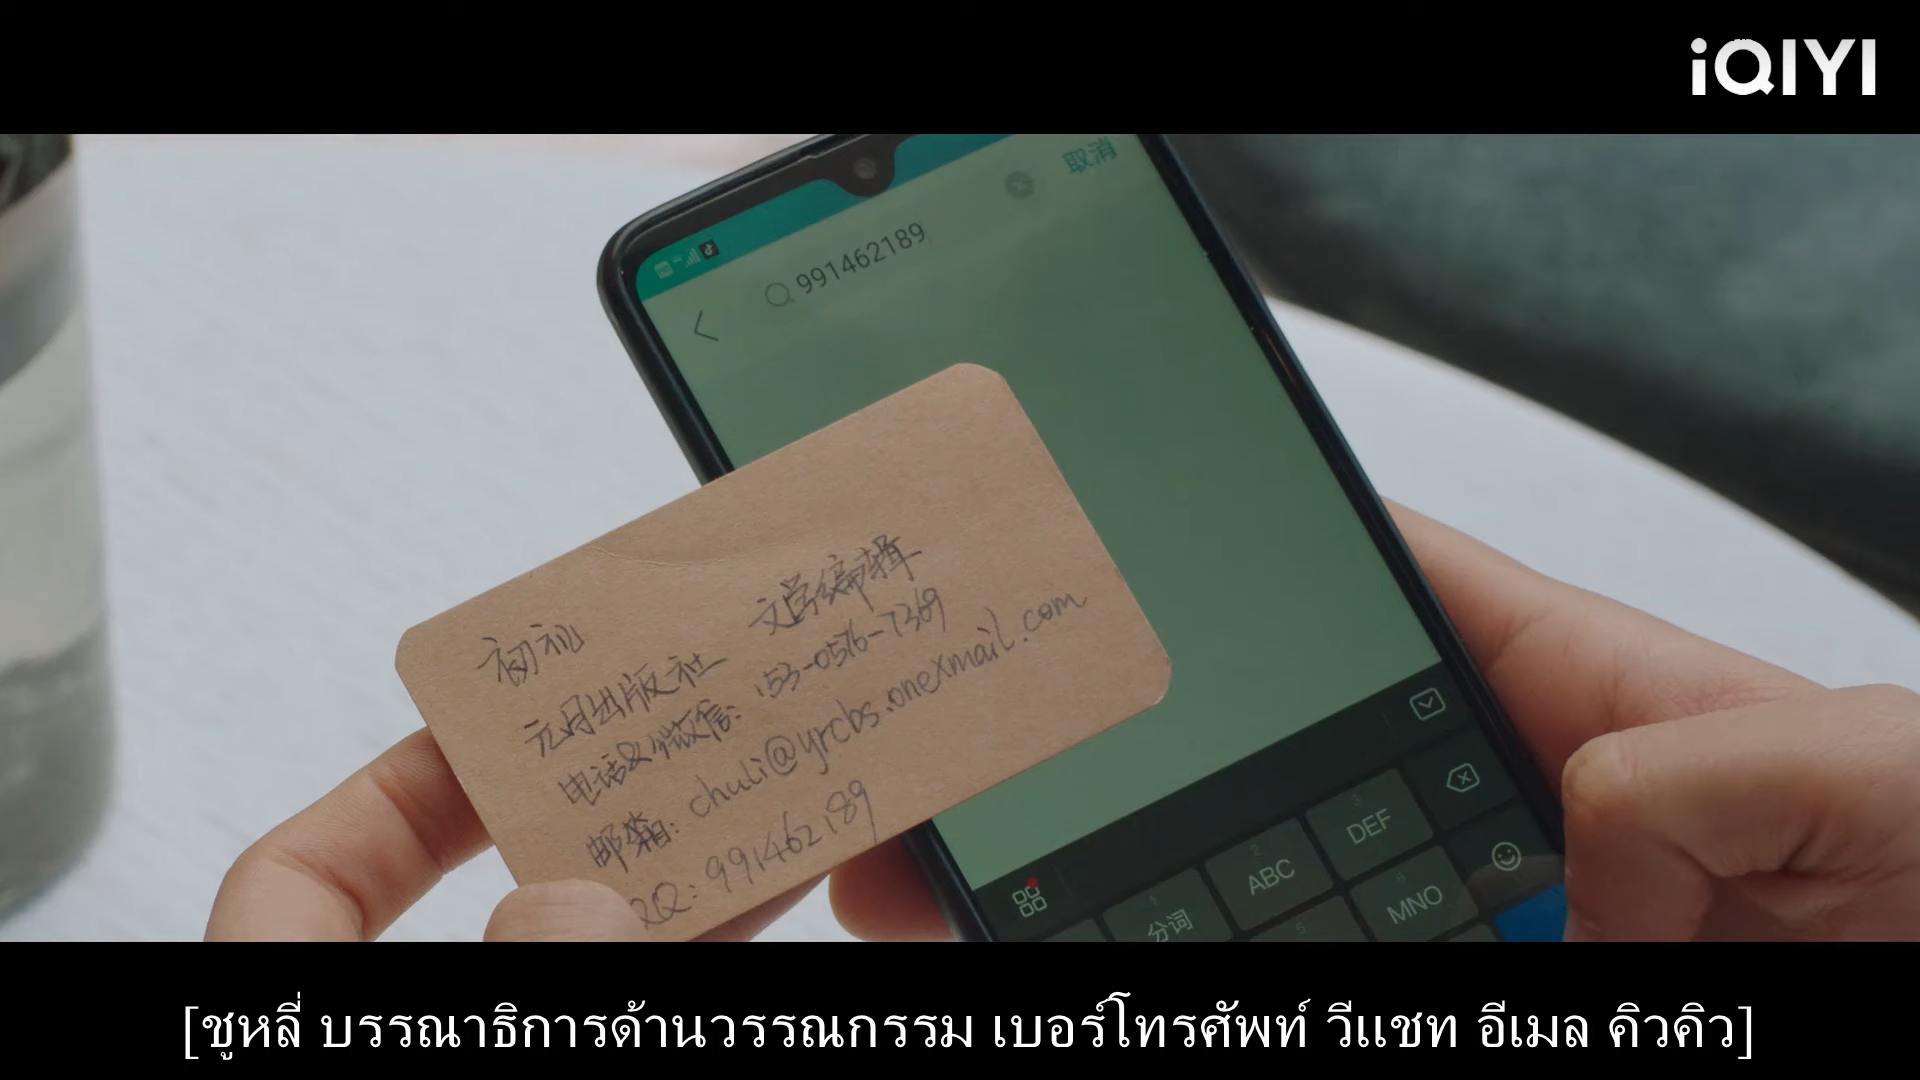 iQIYI
取消
991462189
初礼 文学编辑
元月出版社
电话及微信: 153-0576-7369
邮箱: chuli@yrcbs.onexmail.com
QQ: 991462189
分词 ABC DEF
MNO
[ชูหลี่ บรรณาธิการด้านวรรณกรรม เบอร์โทรศัพท์ วีแชท อีเมล คิวคิว]